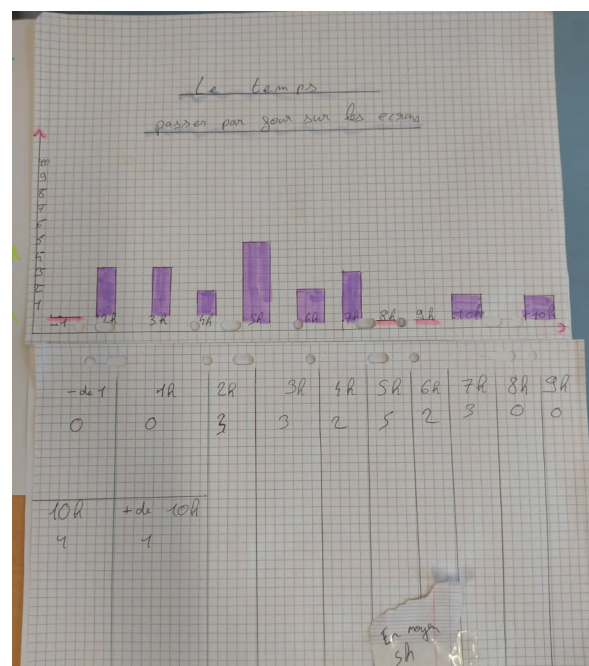 Le temps
passer par jour sur les ecrans
10
9
8
7
6
5
4
3
2
1
-1 2h 3h 4h 5h 6h 7h 8h 9h 10h +10h
- de 1 1h 2h 3h 4h 5h 6h 7h 8h 9h
0 0 3 3 2 5 2 3 0 0
10h + de 10h
1 1
En moyen
5h